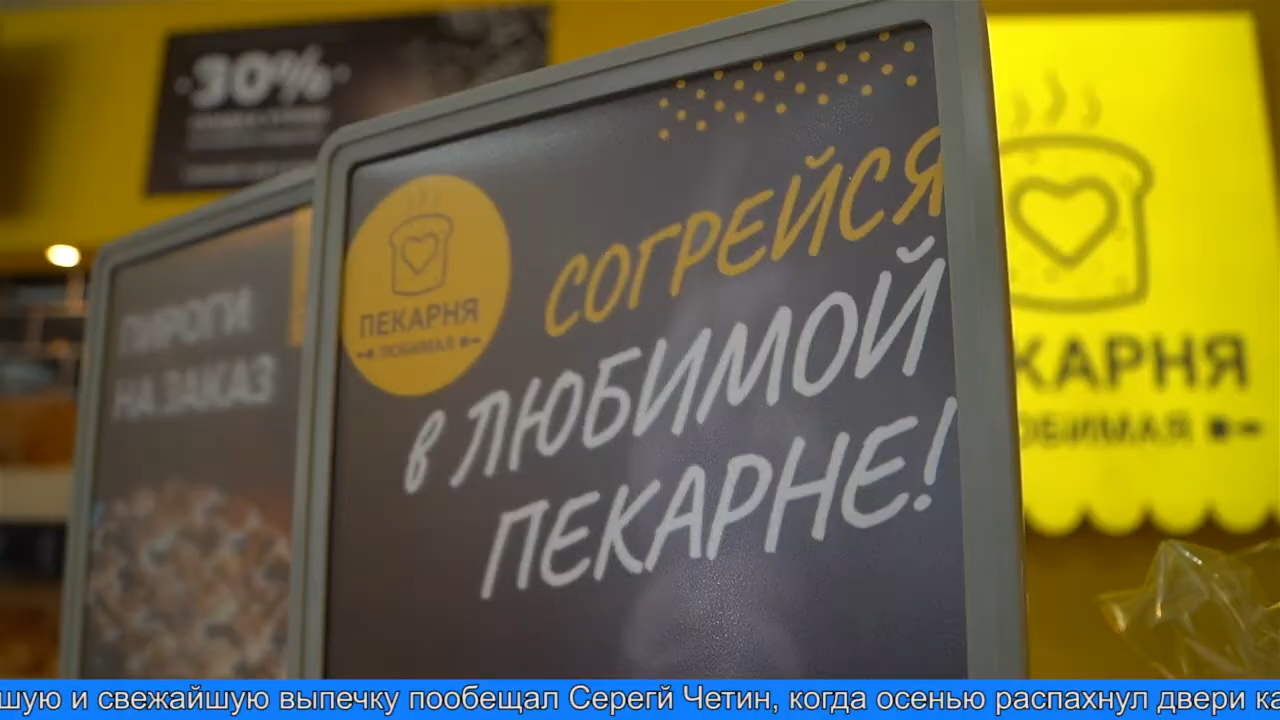 30%
ПИРОГИ
НА ЗАКАЗ
ПЕКАРНЯ
ЛЮБИМАЯ
СОГРЕЙСЯ
в ЛЮБИМОЙ
ПЕКАРНЕ!
КАРНЯ
ОБИМАЯ
шую и свежайшую выпечку пообещал Серегй Четин, когда осенью распахнул двери ка